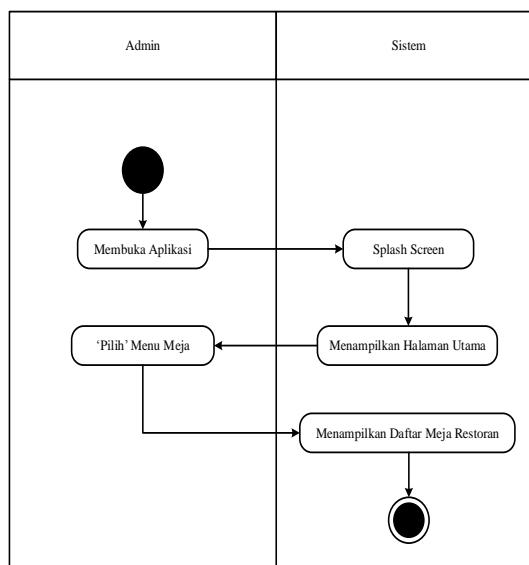 Admin
Sistem
Membuka Aplikasi
Splash Screen
'Pilih' Menu Meja
Menampilkan Halaman Utama
Menampilkan Daftar Meja Restoran